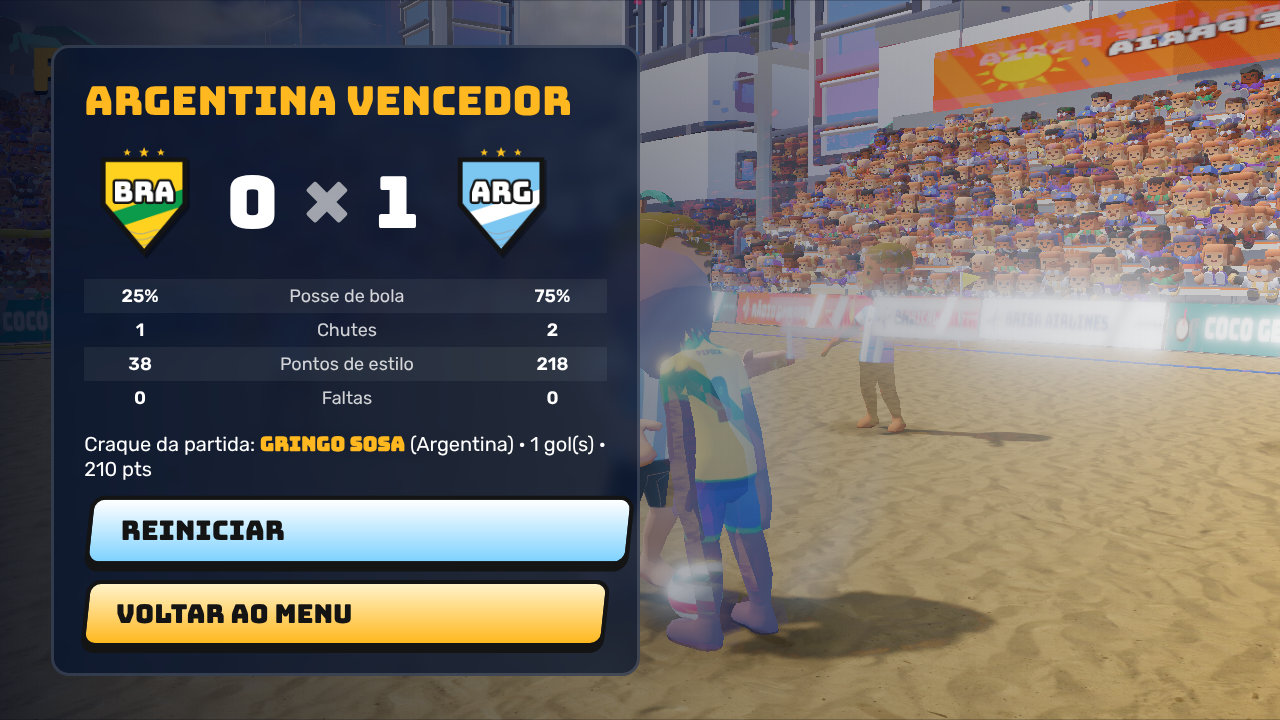 ARGENTINA VENCEDOR
BRA 0 × 1 ARG
25% Posse de bola 75%
1 Chutes 2
38 Pontos de estilo 218
0 Faltas 0
Craque da partida: GRINGO SOSA (Argentina) • 1 gol(s) •
210 pts
REINICIAR
VOLTAR AO MENU
PRAIA
COCO
AIRLINES
COCO GE